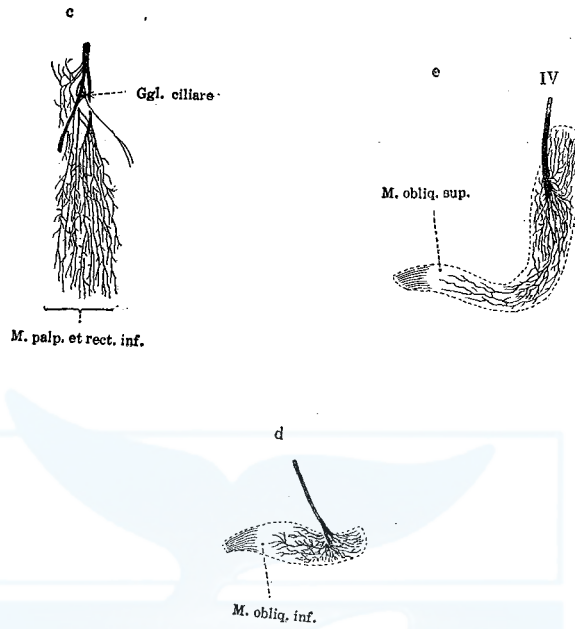 c
Ggl. ciliare
M. palp. et rect. inf.
e
IV
M. obliq. sup.
d
M. obliq. inf.